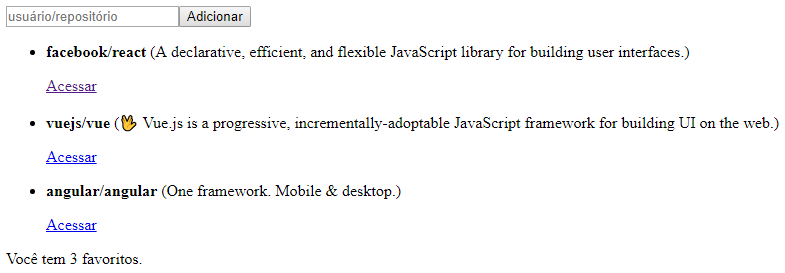 usuário/repositório Adicionar
facebook/react (A declarative, efficient, and flexible JavaScript library for building user interfaces.)
Acessar
vuejs/vue (🖖 Vue.js is a progressive, incrementally-adoptable JavaScript framework for building UI on the web.)
Acessar
angular/angular (One framework. Mobile & desktop.)
Acessar
Você tem 3 favoritos.